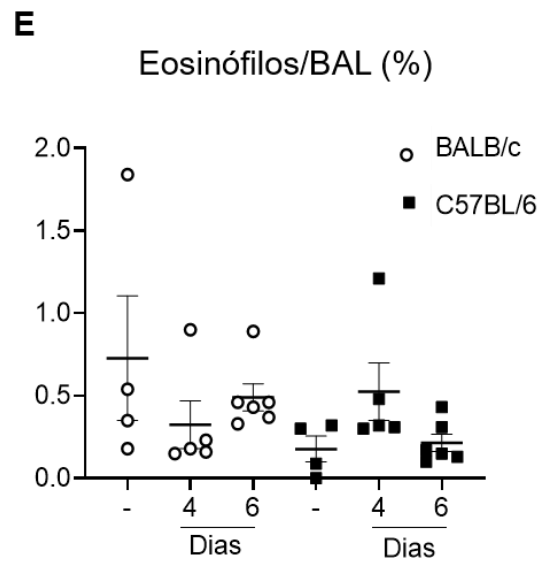 E
Eosinófilos/BAL (%)
BALB/c
C57BL/6
2.0
1.5
1.0
0.5
0.0
- 4 6 - 4 6
Dias Dias